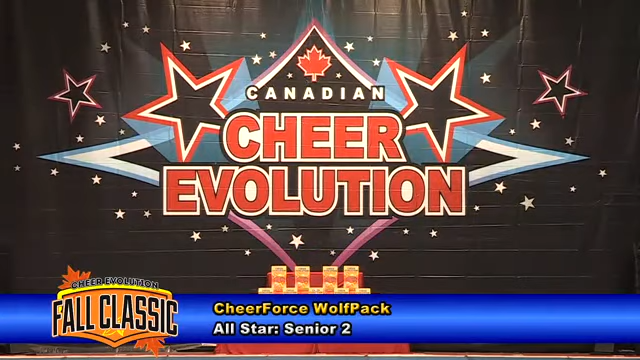 CANADIAN
CHEER
EVOLUTION
CHEER EVOLUTION
FALL CLASSIC
CheerForce WolfPack
All Star: Senior 2